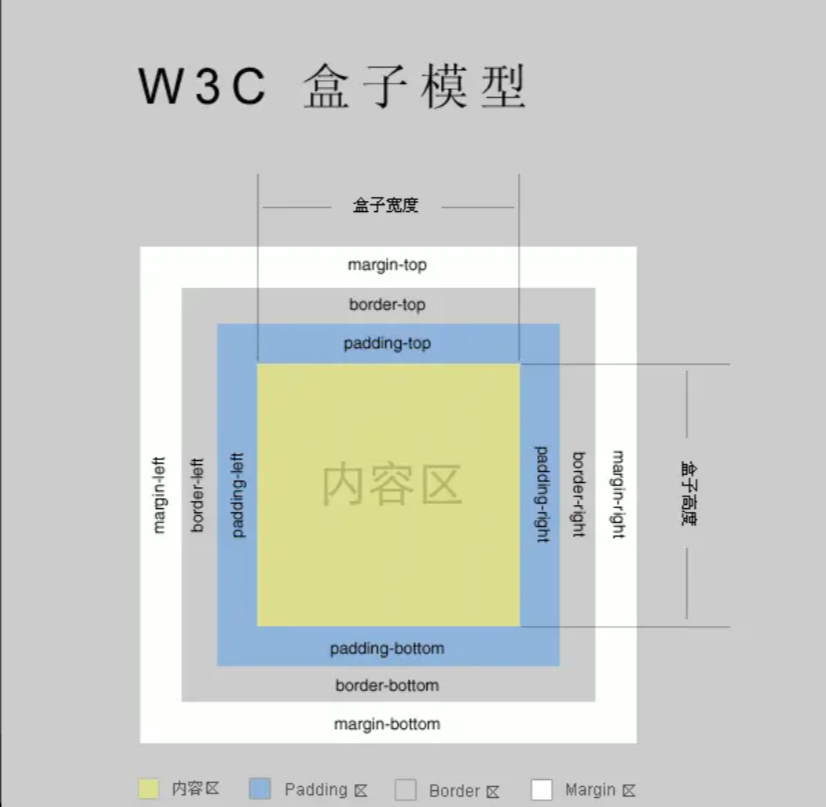 W3C 盒子模型
盒子宽度
margin-top
border-top
padding-top
margin-left
border-left
padding-left
内容区
padding-right
border-right
margin-right
盒子高度
padding-bottom
border-bottom
margin-bottom
内容区 Padding 区 Border 区 Margin 区